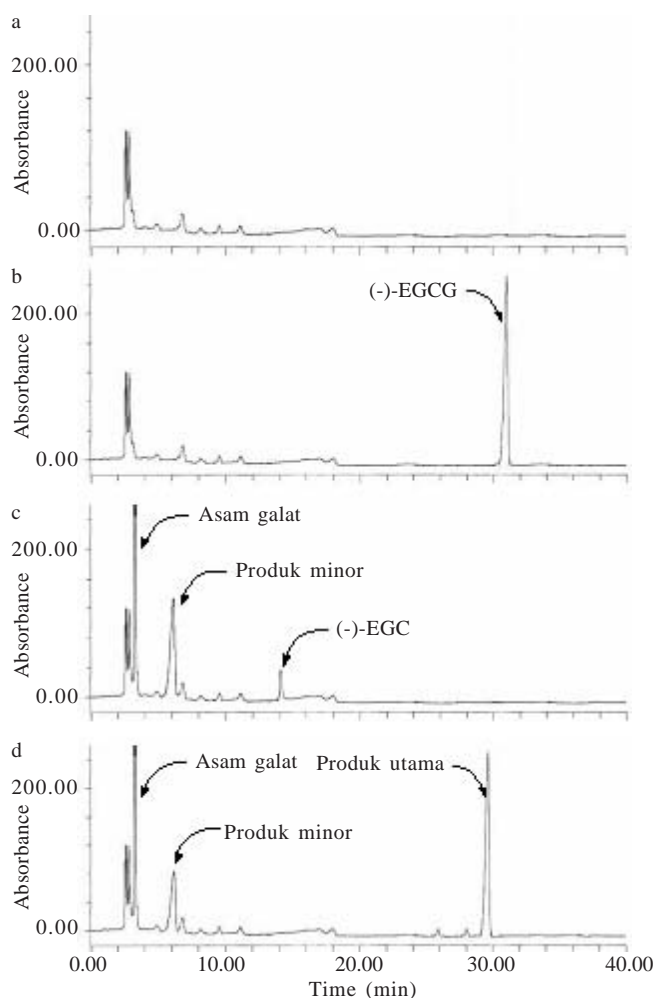 a
200.00
Absorbance
0.00
b
(-)-EGCG
200.00
Absorbance
0.00
c
Asam galat
200.00
Produk minor
Absorbance
(-)-EGC
0.00
d
Asam galat
Produk utama
200.00
Produk minor
Absorbance
0.00
0.00 10.00 20.00 30.00 40.00
Time (min)